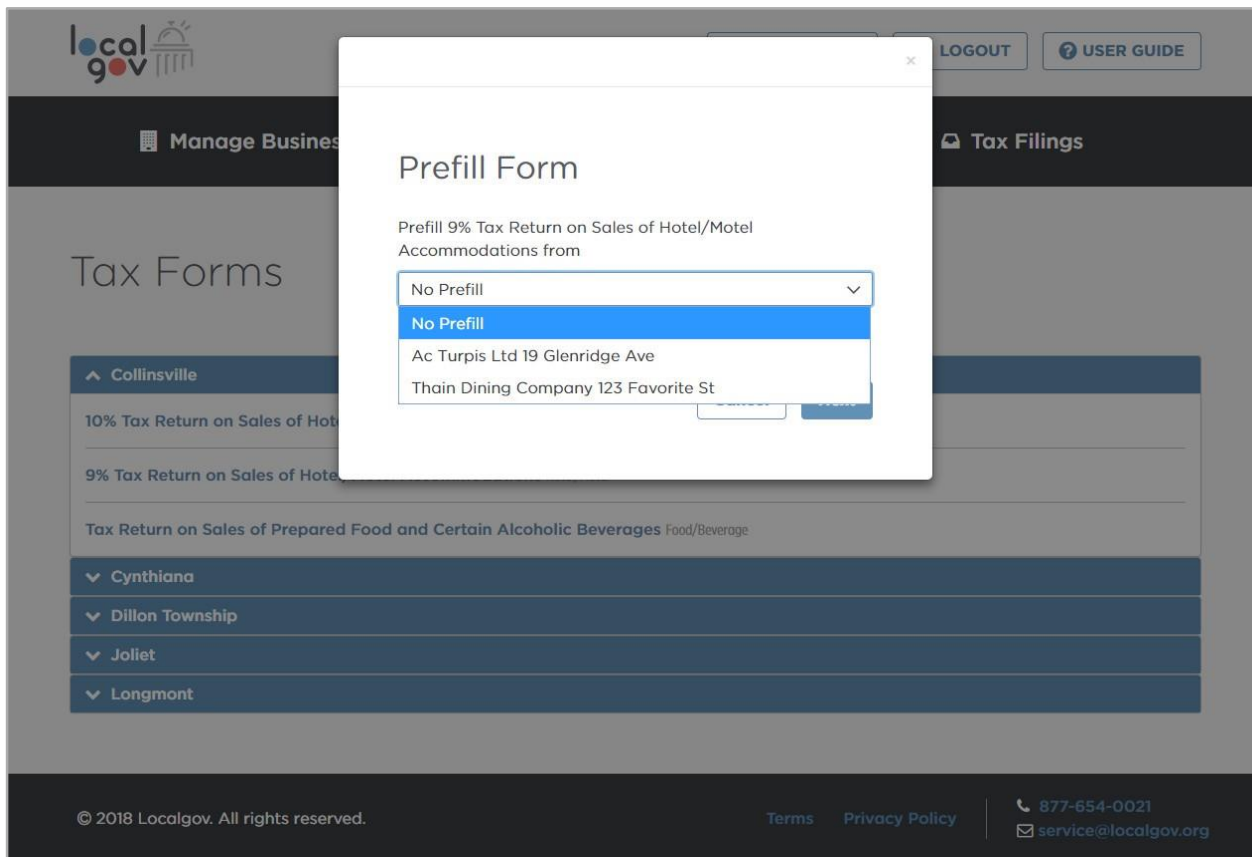 local
gov
LOGOUT
USER GUIDE
×
Manage Busines
Tax Filings
Prefill Form
Prefill 9% Tax Return on Sales of Hotel/Motel
Accommodations from
No Prefill
No Prefill
Ac Turpis Ltd 19 Glenridge Ave
Thain Dining Company 123 Favorite St
Tax Forms
Collinsville
10% Tax Return on Sales of Hot
9% Tax Return on Sales of Hote
Tax Return on Sales of Prepared Food and Certain Alcoholic Beverages Food/Beverage
Cynthiana
Dillon Township
Joliet
Longmont
© 2018 Localgov. All rights reserved.
Terms
Privacy Policy
877-654-0021
service@localgov.org